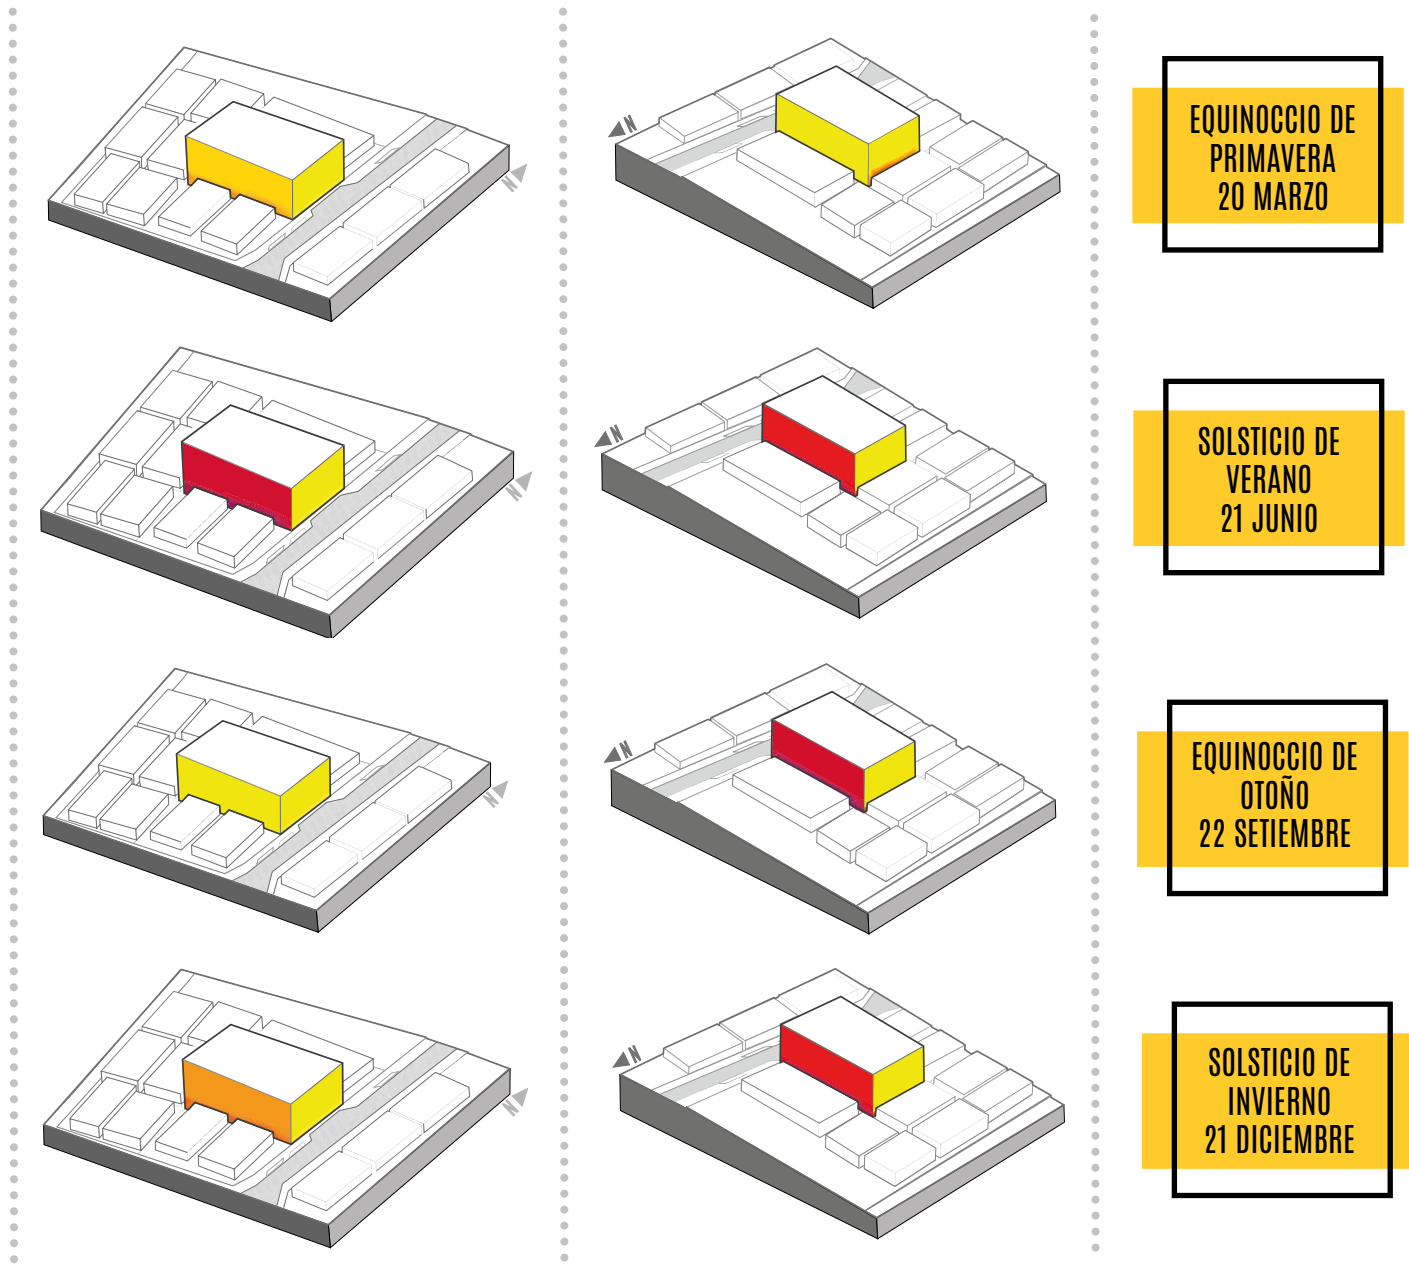 N
N
EQUINOCCIO DE
PRIMAVERA
20 MARZO
N
N
SOLSTICIO DE
VERANO
21 JUNIO
N
N
EQUINOCCIO DE
OTOÑO
22 SETIEMBRE
N
N
SOLSTICIO DE
INVIERNO
21 DICIEMBRE